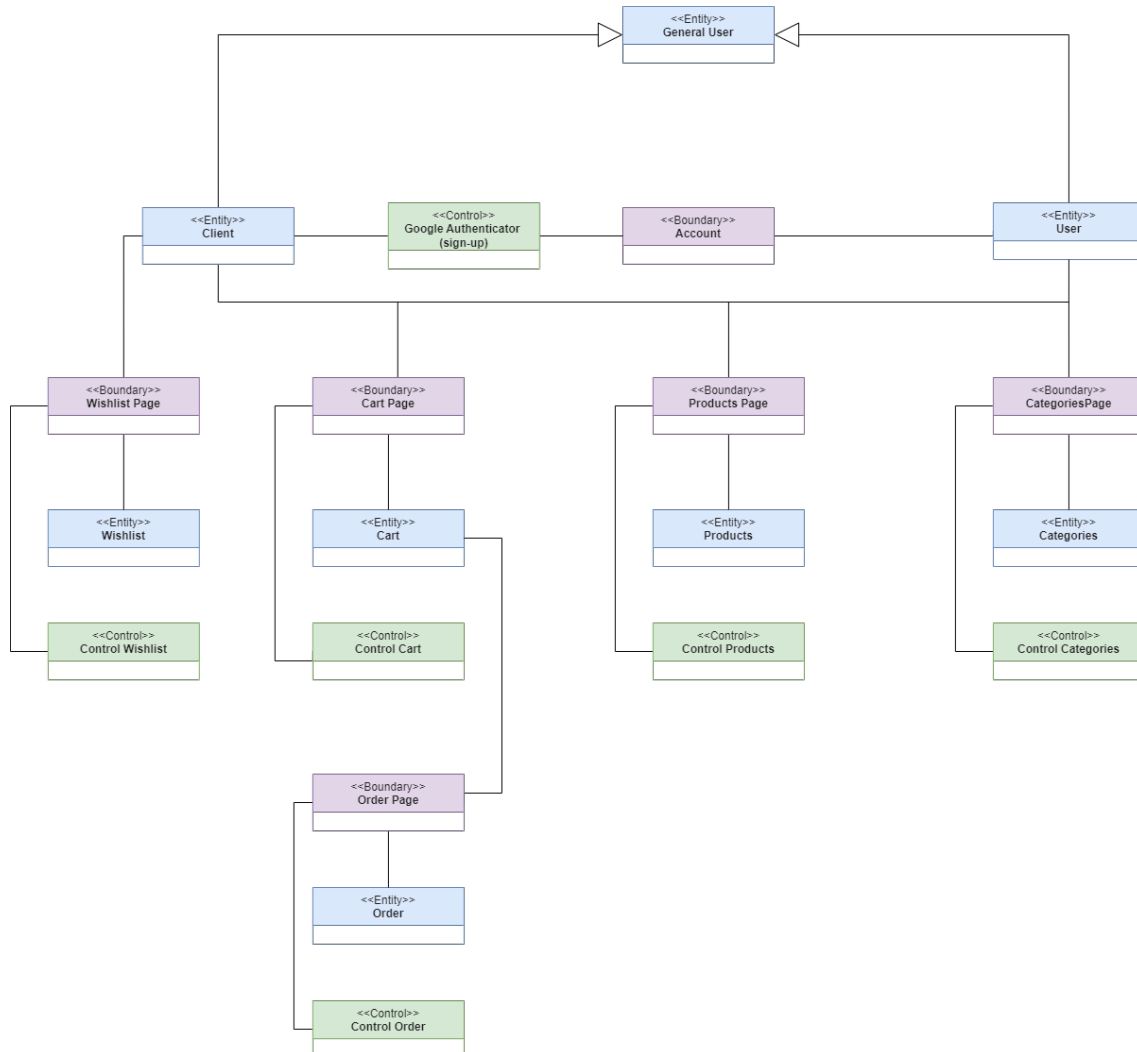 <<Entity>>
General User
<<Entity>>
Client
<<Control>>
Google Authenticator
(sign-up)
<<Boundary>>
Account
<<Entity>>
User
<<Boundary>>
Wishlist Page
<<Boundary>>
Cart Page
<<Boundary>>
Products Page
<<Boundary>>
CategoriesPage
<<Entity>>
Wishlist
<<Entity>>
Cart
<<Entity>>
Products
<<Entity>>
Categories
<<Control>>
Control Wishlist
<<Control>>
Control Cart
<<Control>>
Control Products
<<Control>>
Control Categories
<<Boundary>>
Order Page
<<Entity>>
Order
<<Control>>
Control Order